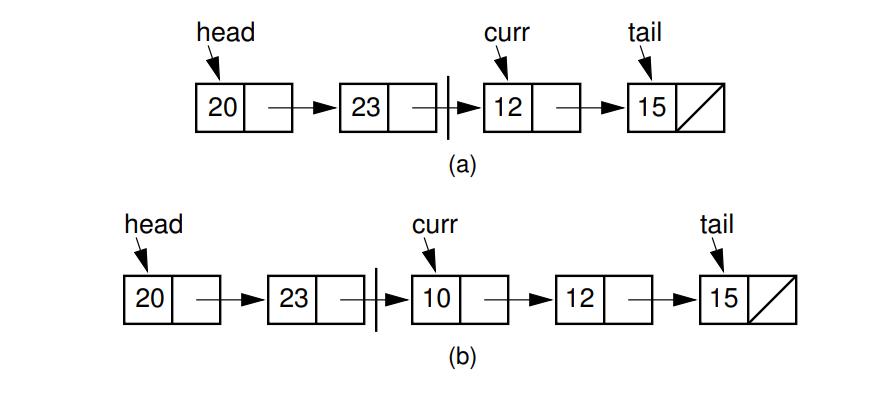 head curr tail
20 23 12 15
(a)
head curr tail
20 23 10 12 15
(b)